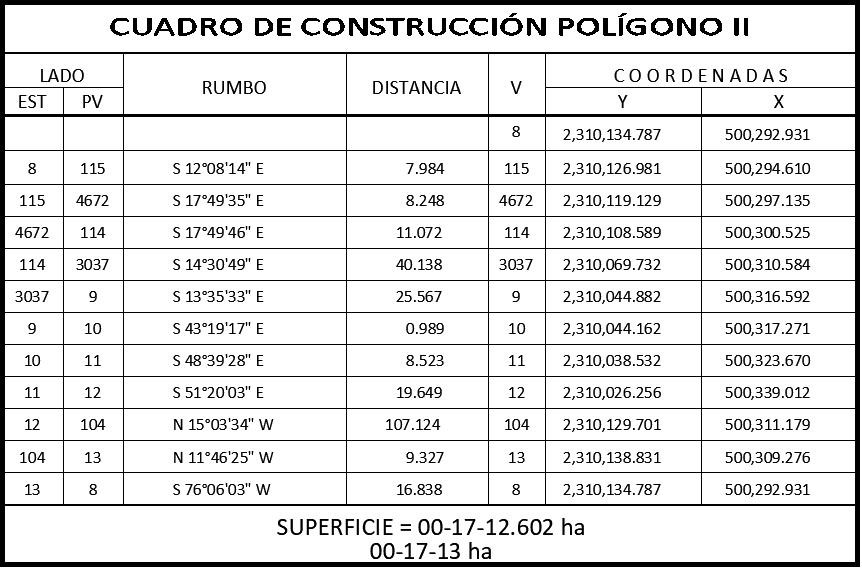 CUADRO DE CONSTRUCCIÓN POLÍGONO II
LADO RUMBO DISTANCIA V COORDENADAS
EST PV Y X
8 2,310,134.787 500,292.931
8 115 S 12°08'14" E 7.984 115 2,310,126.981 500,294.610
115 4672 S 17°49'35" E 8.248 4672 2,310,119.129 500,297.135
4672 114 S 17°49'46" E 11.072 114 2,310,108.589 500,300.525
114 3037 S 14°30'49" E 40.138 3037 2,310,069.732 500,310.584
3037 9 S 13°35'33" E 25.567 9 2,310,044.882 500,316.592
9 10 S 43°19'17" E 0.989 10 2,310,044.162 500,317.271
10 11 S 48°39'28" E 8.523 11 2,310,038.532 500,323.670
11 12 S 51°20'03" E 19.649 12 2,310,026.256 500,339.012
12 104 N 15°03'34" W 107.124 104 2,310,129.701 500,311.179
104 13 N 11°46'25" W 9.327 13 2,310,138.831 500,309.276
13 8 S 76°06'03" W 16.838 8 2,310,134.787 500,292.931
SUPERFICIE = 00-17-12.602 ha
00-17-13 ha